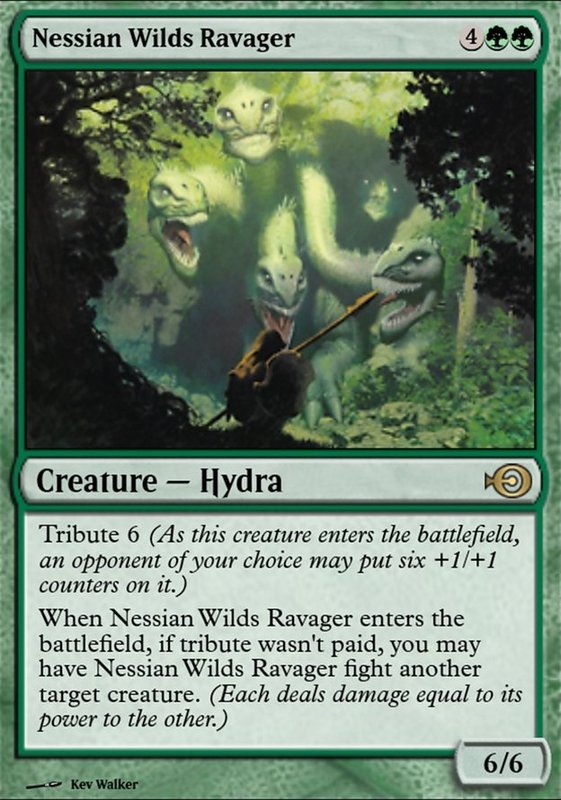 Nessian Wilds Ravager 4
Creature — Hydra
Tribute 6 (As this creature enters the battlefield,
an opponent of your choice may put six +1/+1
counters on it.)
When Nessian Wilds Ravager enters the
battlefield, if tribute wasn't paid, you may
have Nessian Wilds Ravager fight another
target creature. (Each deals damage equal to its
power to the other.)
6/6
Kev Walker